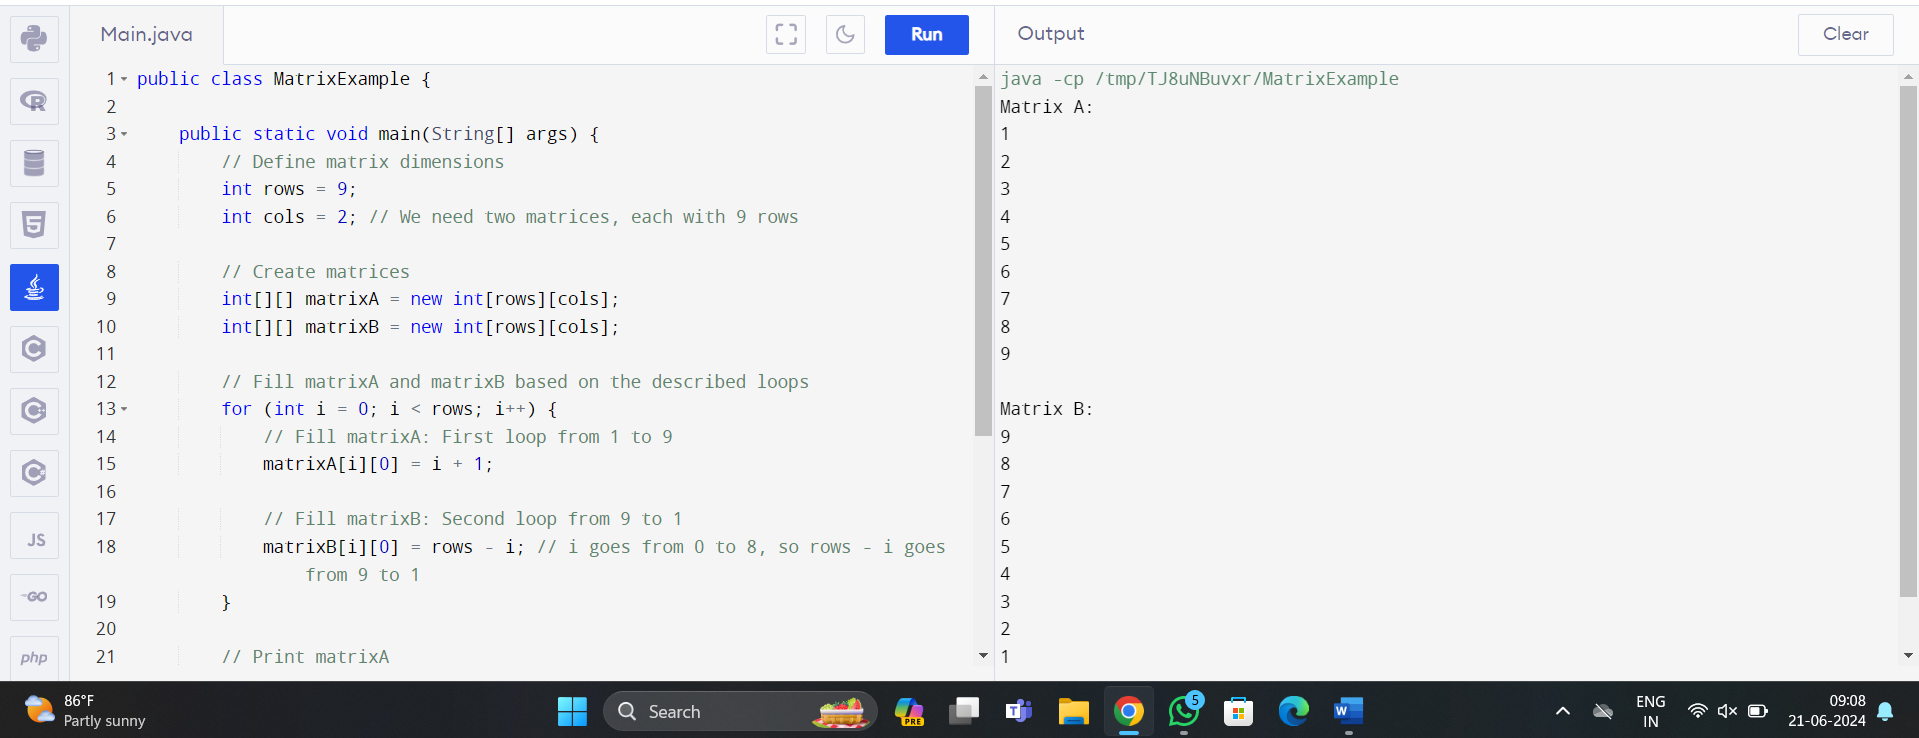 Main.java
Run
Output
Clear
1 public class MatrixExample {
2
3 public static void main(String[] args) {
4 // Define matrix dimensions
5 int rows = 9;
6 int cols = 2; // We need two matrices, each with 9 rows
7
8 // Create matrices
9 int[][] matrixA = new int[rows][cols];
10 int[][] matrixB = new int[rows][cols];
11
12 // Fill matrixA and matrixB based on the described loops
13 for (int i = 0; i < rows; i++) {
14 // Fill matrixA: First loop from 1 to 9
15 matrixA[i][0] = i + 1;
16
17 // Fill matrixB: Second loop from 9 to 1
18 matrixB[i][0] = rows - i; // i goes from 0 to 8, so rows - i goes
from 9 to 1
19 }
20
21 // Print matrixA
java -cp /tmp/TJ8uNBuvxr/MatrixExample
Matrix A:
1
2
3
4
5
6
7
8
9
Matrix B:
9
8
7
6
5
4
3
2
1
R
5
C
C
C
JS
GO
php
86°F
Partly sunny
Search
PRE
T
5
W
ENG
IN
09:08
21-06-2024